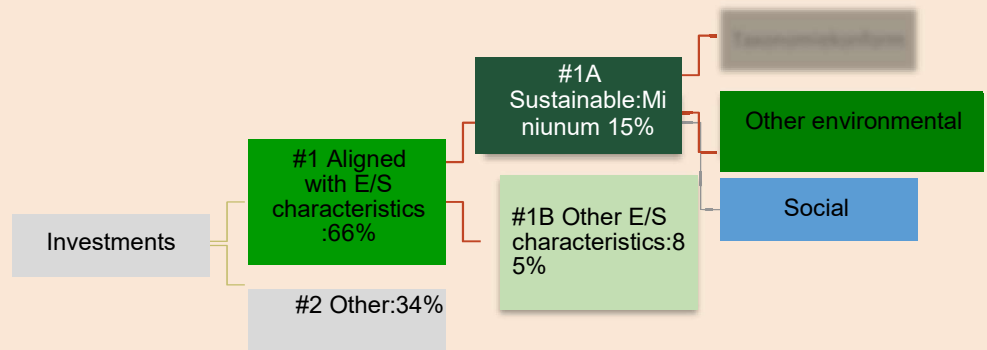 Investments
#1 Aligned
with E/S
characteristics
:66%
#2 Other:34%
#1A
Sustainable:Mi
niunum 15%
#1B Other E/S
characteristics:8
5%
Other environmental
Social